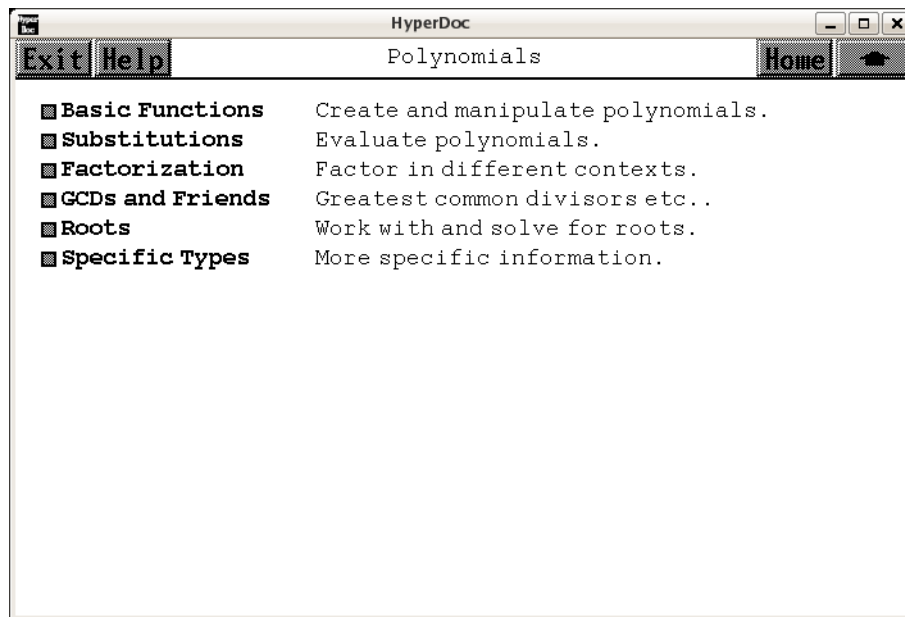 Hyper Doc HyperDoc
Exit Help Polynomials Home
Basic Functions Create and manipulate polynomials.
Substitutions Evaluate polynomials.
Factorization Factor in different contexts.
GCDs and Friends Greatest common divisors etc..
Roots Work with and solve for roots.
Specific Types More specific information.